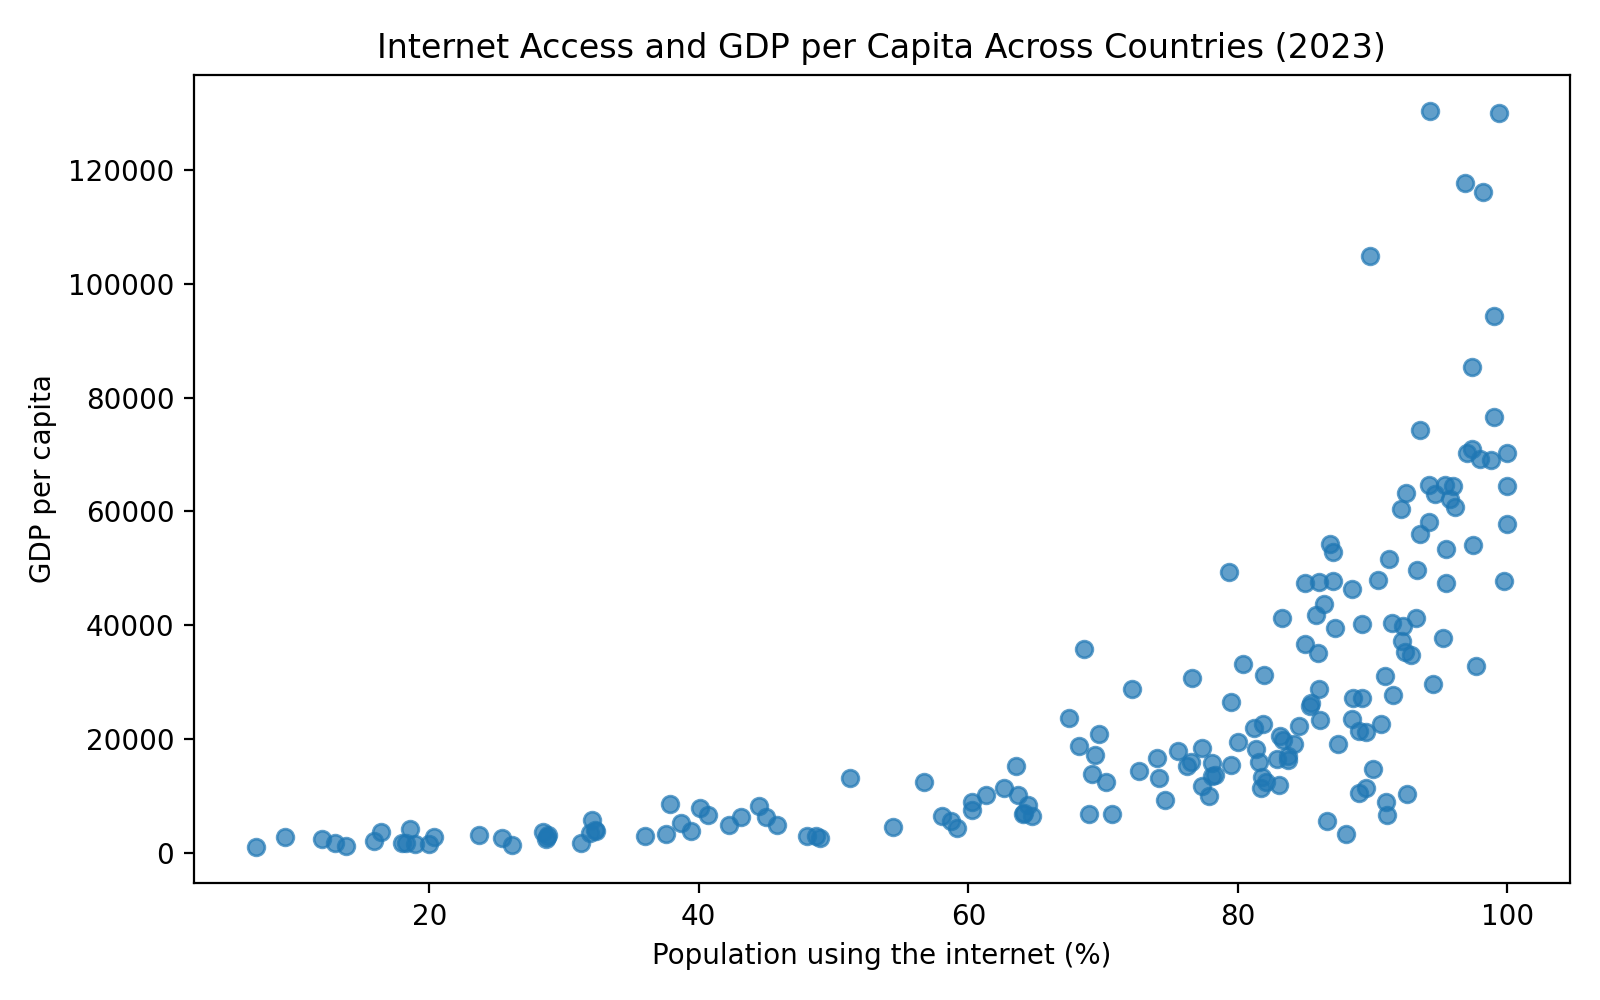 Internet Access and GDP per Capita Across Countries (2023)
GDP per capita
120000
100000
80000
60000
40000
20000
0
20 40 60 80 100
Population using the internet (%)